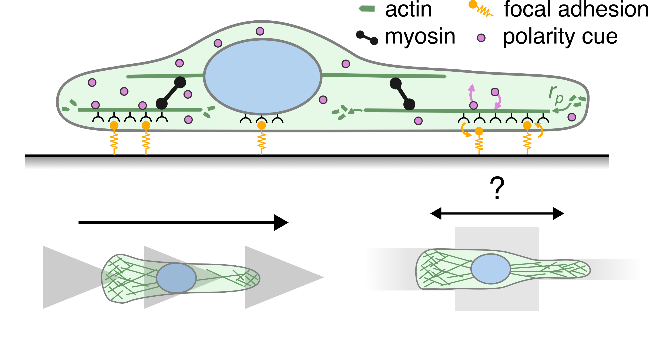 actin
focal adhesion
myosin
polarity cue
r_p
?